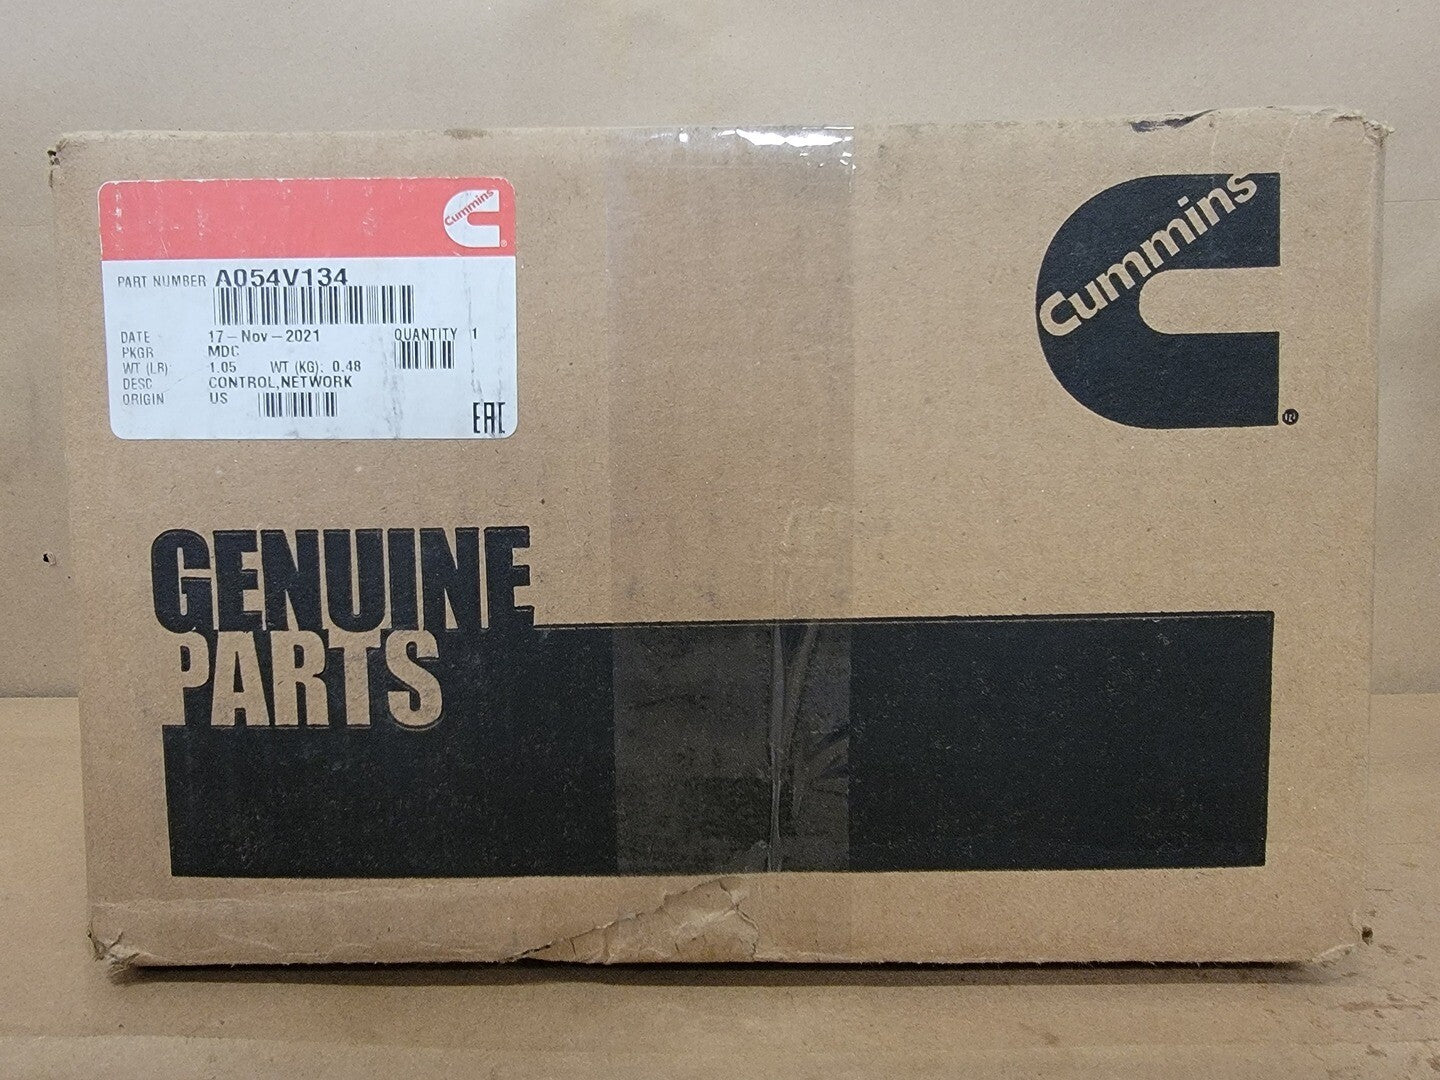 Cummins
®
PART NUMBER A054V134
DATE 17-Nov-2021 QUANTITY 1
PKGR MDC
WT (LB): 1.05 WT (KG): 0.48
DESC CONTROL,NETWORK
ORIGIN US
EAC
Cummins
®
GENUINE
PARTS